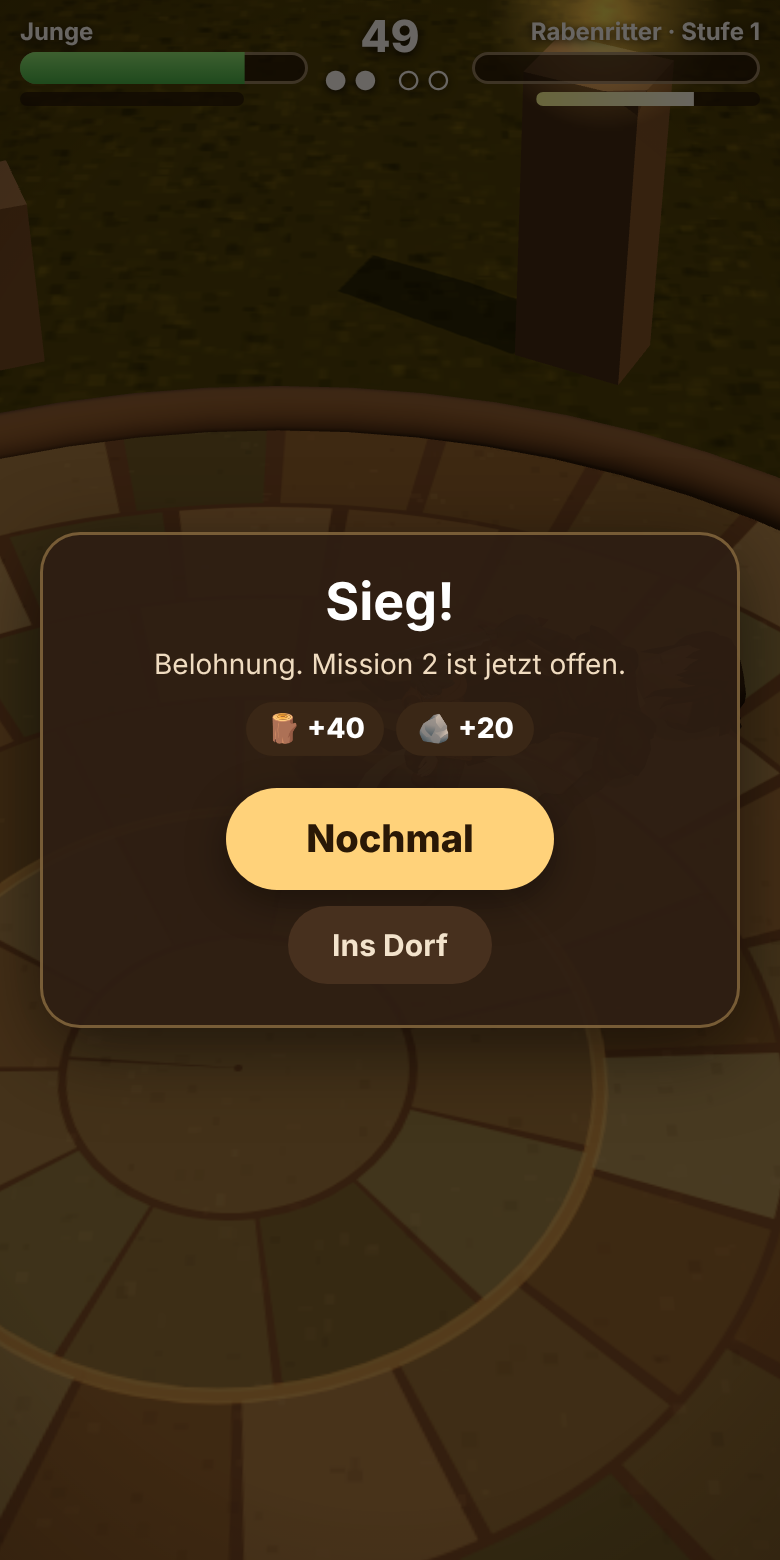 Junge
49
Rabenritter · Stufe 1
Sieg!
Belohnung. Mission 2 ist jetzt offen.
+40
+20
Nochmal
Ins Dorf